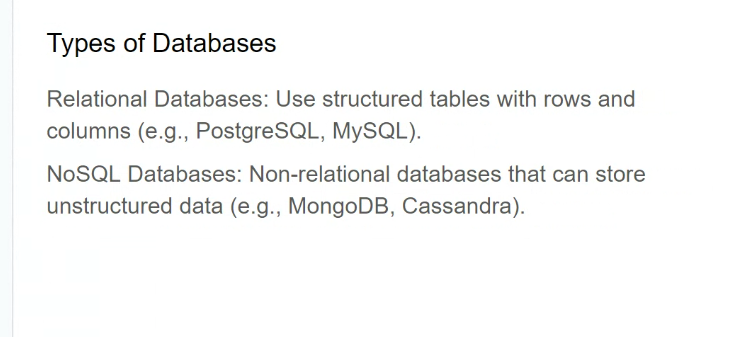 Types of Databases
Relational Databases: Use structured tables with rows and
columns (e.g., PostgreSQL, MySQL).
NoSQL Databases: Non-relational databases that can store
unstructured data (e.g., MongoDB, Cassandra).